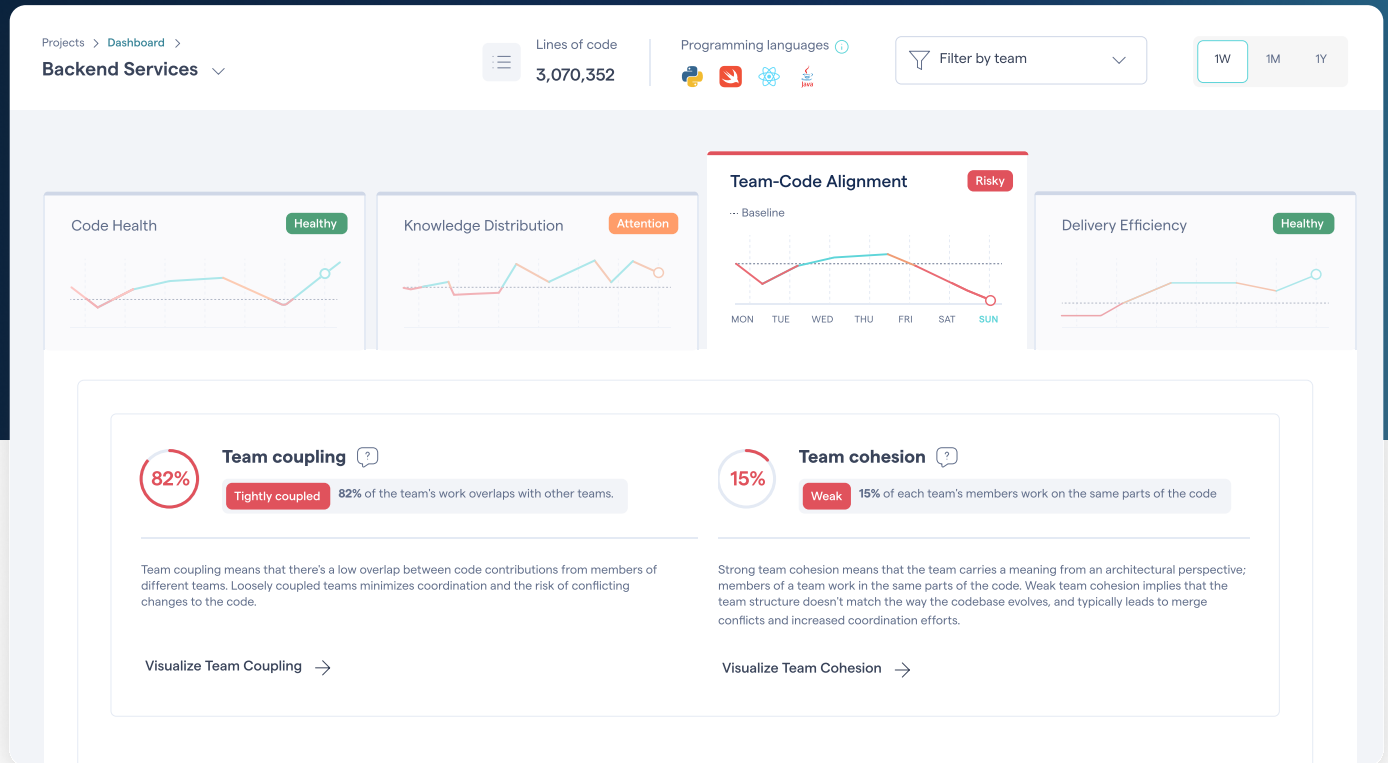 Projects > Dashboard >
Backend Services
Lines of code
3,070,352
Programming languages
Java
Filter by team
1W 1M 1Y
Code Health
Healthy
Knowledge Distribution
Attention
Team-Code Alignment
Risky
Baseline
MON TUE WED THU FRI SAT SUN
Delivery Efficiency
Healthy
82%
Team coupling ?
Tightly coupled 82% of the team's work overlaps with other teams.
Team coupling means that there's a low overlap between code contributions from members of
different teams. Loosely coupled teams minimizes coordination and the risk of conflicting
changes to the code.
Visualize Team Coupling
15%
Team cohesion ?
Weak 15% of each team's members work on the same parts of the code
Strong team cohesion means that the team carries a meaning from an architectural perspective;
members of a team work in the same parts of the code. Weak team cohesion implies that the
team structure doesn't match the way the codebase evolves, and typically leads to merge
conflicts and increased coordination efforts.
Visualize Team Cohesion